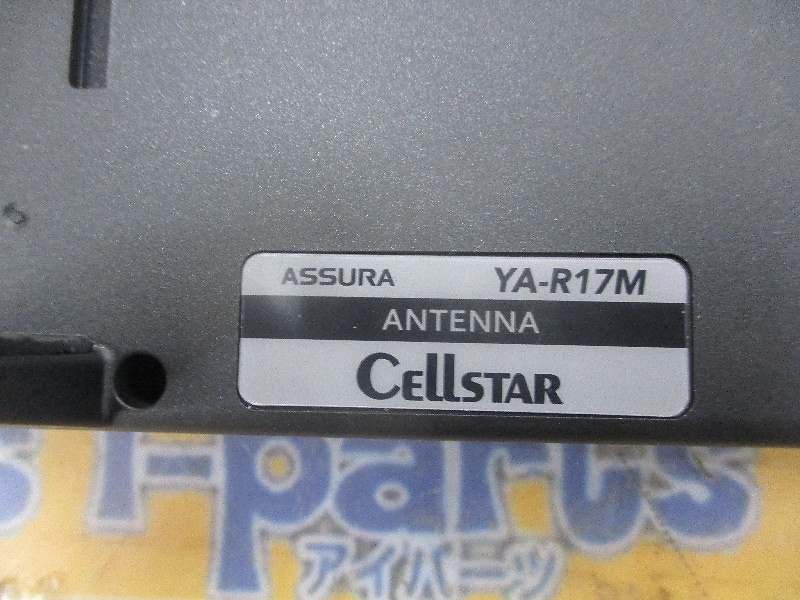 ASSURA YA-R17M
ANTENNA
CELLSTAR
i-parts
アイパーツ